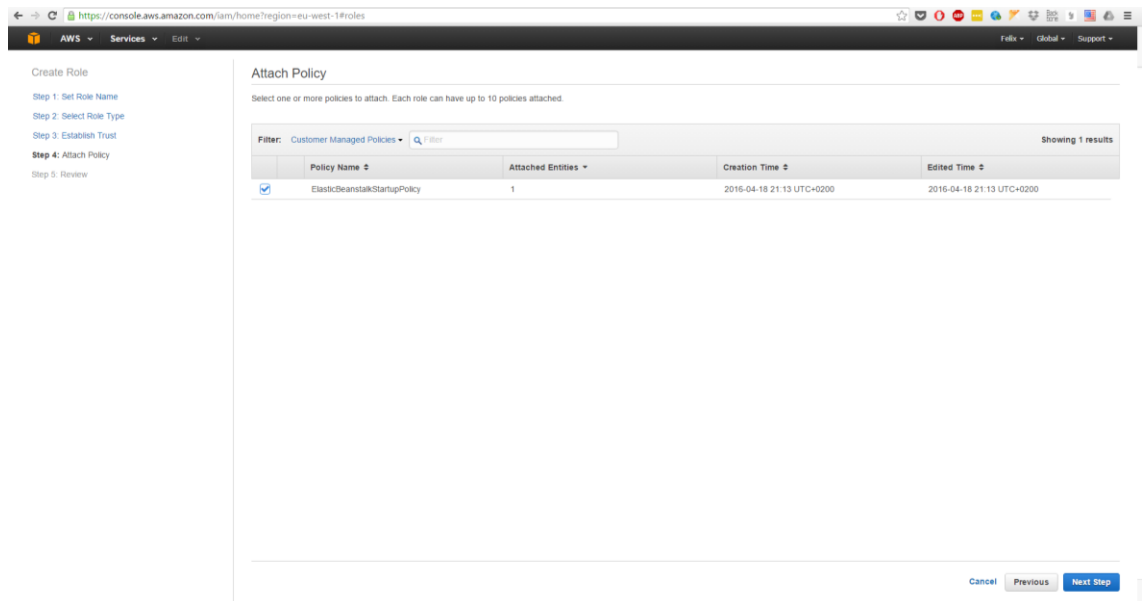 https://console.aws.amazon.com/iam/home?region=eu-west-1#roles
AWS Services Edit Felix Global Support
Create Role
Step 1: Set Role Name
Step 2: Select Role Type
Step 3: Establish Trust
Step 4: Attach Policy
Step 5: Review
Attach Policy
Select one or more policies to attach. Each role can have up to 10 policies attached.
Filter: Customer Managed Policies Filter Showing 1 results
Policy Name Attached Entities Creation Time Edited Time
ElasticBeanstalkStartupPolicy 1 2016-04-18 21:13 UTC+0200 2016-04-18 21:13 UTC+0200
Cancel Previous Next Step